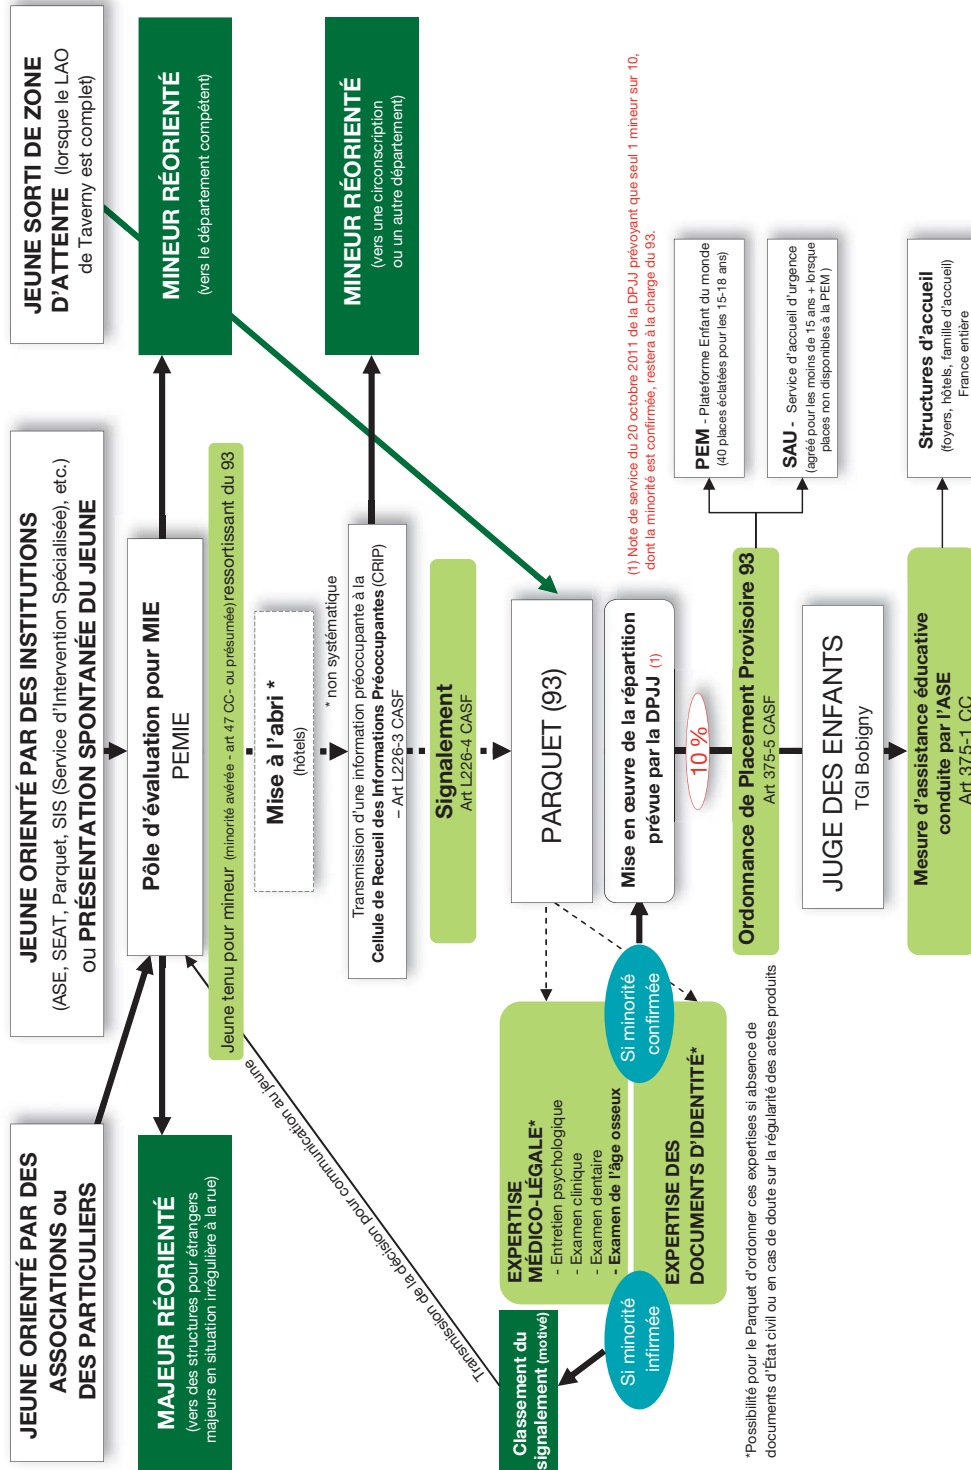 JEUNE ORIENTÉ PAR DES
ASSOCIATIONS ou
DES PARTICULIERS
JEUNE ORIENTÉ PAR DES INSTITUTIONS
(ASE, SEAT, Parquet, SIS (Service d'Intervention Spécialisée), etc.)
ou PRÉSENTATION SPONTANÉE DU JEUNE
JEUNE SORTI DE ZONE
D'ATTENTE (lorsque le LAO
de Taverny est complet)
MAJEUR RÉORIENTÉ
(vers des structures pour étrangers
majeurs en situation irrégulière à la rue)
Pôle d'évaluation pour MIE
PEMIE
MINEUR RÉORIENTÉ
(vers le département compétent)
Jeune tenu pour mineur (minorité avérée - art 47 CC- ou présumée) ressortissant du 93
Mise à l'abri *
(hôtels)
* non systématique
Transmission d'une information préoccupante à la
Cellule de Recueil des Informations Préoccupantes (CRIP)
– Art L226-3 CASF
MINEUR RÉORIENTÉ
(vers une circonscription
ou un autre département)
Signalement
Art L226-4 CASF
Transmission de la décision pour communication au jeune
PARQUET (93)
Classement du
signalement (motivé)
EXPERTISE
MÉDICO-LÉGALE*
- Entretien psychologique
- Examen clinique
- Examen dentaire
- Examen de l'âge osseux
EXPERTISE DES
DOCUMENTS D'IDENTITÉ*
Si minorité
infirmée
Si minorité
confirmée
Mise en œuvre de la répartition
prévue par la DPJJ (1)
(1) Note de service du 20 octobre 2011 de la DPJJ prévoyant que seul 1 mineur sur 10,
dont la minorité est confirmée, restera à la charge du 93.
10 %
Ordonnance de Placement Provisoire 93
Art 375-5 CASF
PEM - Plateforme Enfant du monde
(40 places éclatées pour les 15-18 ans)
SAU - Service d'accueil d'urgence
(agréé pour les moins de 15 ans + lorsque
places non disponibles à la PEM )
*Possibilité pour le Parquet d'ordonner ces expertises si absence de
documents d'État civil ou en cas de doute sur la régularité des actes produits
JUGE DES ENFANTS
TGI Bobigny
Mesure d'assistance éducative
conduite par l'ASE
Art 375-1 CC
Structures d'accueil
(foyers, hôtels, famille d'accueil)
France entière